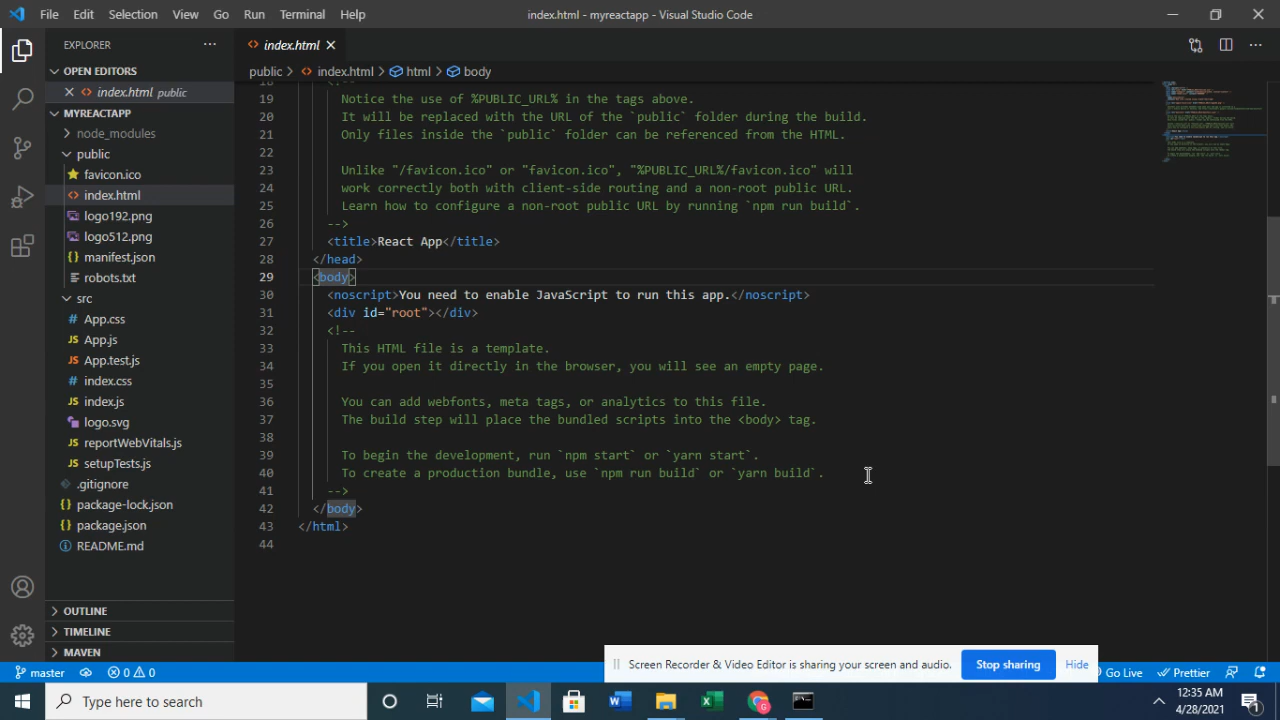 File Edit Selection View Go Run Terminal Help index.html - myreactapp - Visual Studio Code
EXPLORER
OPEN EDITORS
index.html public
MYREACTAPP
node_modules
public
favicon.ico
index.html
logo192.png
logo512.png
manifest.json
robots.txt
src
App.css
App.js
App.test.js
index.css
index.js
logo.svg
reportWebVitals.js
setupTests.js
.gitignore
package-lock.json
package.json
README.md
OUTLINE
TIMELINE
MAVEN
index.html
public > index.html > html > body
18 <!--
19 Notice the use of %PUBLIC_URL% in the tags above.
20 It will be replaced with the URL of the `public` folder during the build.
21 Only files inside the `public` folder can be referenced from the HTML.
22
23 Unlike "/favicon.ico" or "favicon.ico", "%PUBLIC_URL%/favicon.ico" will
24 work correctly both with client-side routing and a non-root public URL.
25 Learn how to configure a non-root public URL by running `npm run build`.
26 -->
27 <title>React App</title>
28 </head>
29 <body>
30 <noscript>You need to enable JavaScript to run this app.</noscript>
31 <div id="root"></div>
32 <!--
33 This HTML file is a template.
34 If you open it directly in the browser, you will see an empty page.
35
36 You can add webfonts, meta tags, or analytics to this file.
37 The build step will place the bundled scripts into the <body> tag.
38
39 To begin the development, run `npm start` or `yarn start`.
40 To create a production bundle, use `npm run build` or `yarn build`.
41 -->
42 </body>
43 </html>
44
Screen Recorder & Video Editor is sharing your screen and audio. Stop sharing Hide
master 0 0 Go Live Prettier
Type here to search
12:35 AM
4/28/2021
1